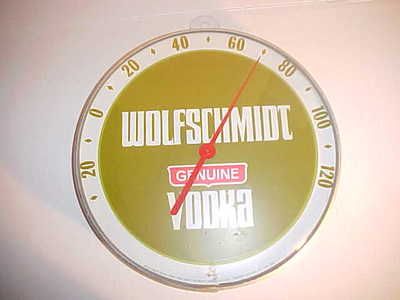 20 0 20 40 60 80 100 120
WOLFSCHMIDT
GENUINE
VODKA